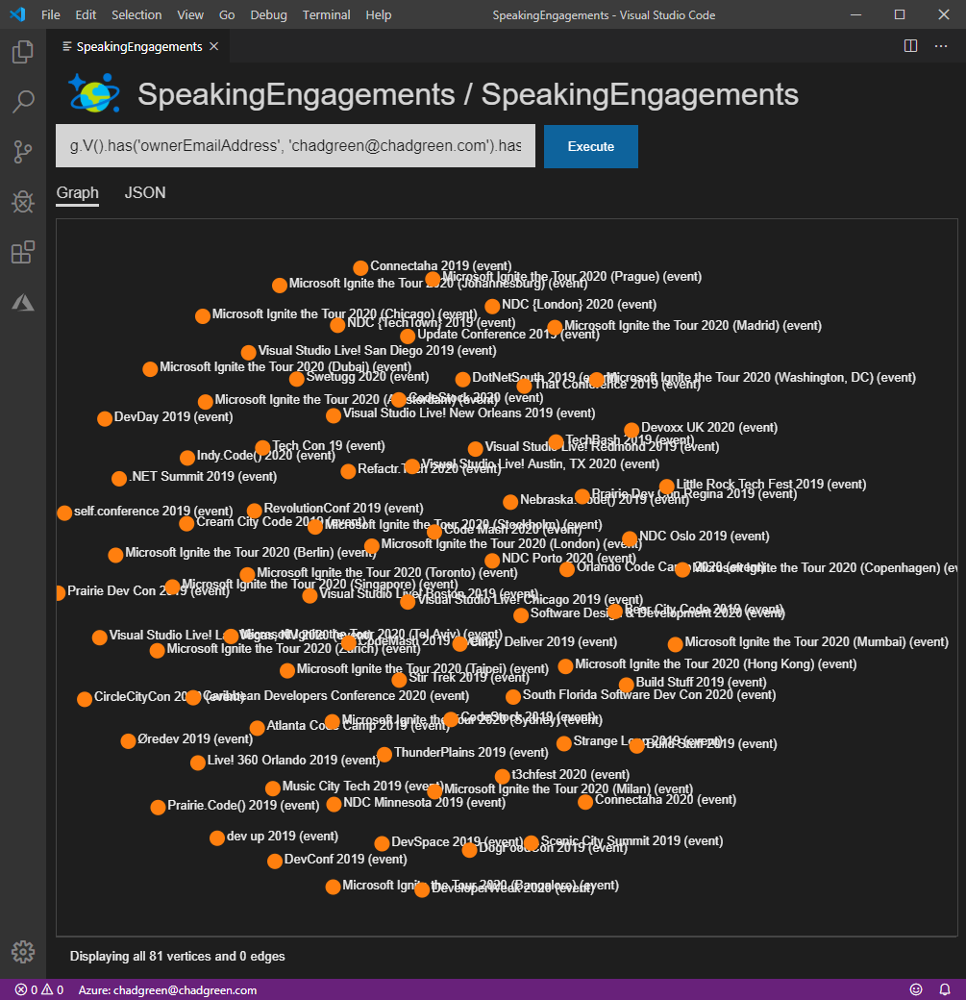 File Edit Selection View Go Debug Terminal Help SpeakingEngagements - Visual Studio Code
SpeakingEngagements
SpeakingEngagements / SpeakingEngagements
g.V().has('ownerEmailAddress', 'chadgreen@chadgreen.com').has
Execute
Graph JSON
Connectaha 2019 (event)
Microsoft Ignite the Tour 2020 (Prague) (event)
Microsoft Ignite the Tour 2020 (Johannesburg) (event)
NDC {London} 2020 (event)
Microsoft Ignite the Tour 2020 (Chicago) (event)
NDC {TechTown} 2019 (event)
Microsoft Ignite the Tour 2020 (Madrid) (event)
Update Conference 2019 (event)
Visual Studio Live! San Diego 2019 (event)
Microsoft Ignite the Tour 2020 (Dubai) (event)
Swetugg 2020 (event)
DotNetSouth 2019 (event)
Microsoft Ignite the Tour 2020 (Washington, DC) (event)
That Conference 2019 (event)
Microsoft Ignite the Tour 2020 (Amsterdam) (event)
CodeStock 2020 (event)
DevDay 2019 (event)
Visual Studio Live! New Orleans 2019 (event)
Devoxx UK 2020 (event)
TechBash 2019 (event)
Tech Con 19 (event)
Visual Studio Live! Redmond 2019 (event)
Indy.Code() 2020 (event)
Visual Studio Live! Austin, TX 2020 (event)
Refactr.Tech 2020 (event)
.NET Summit 2019 (event)
Little Rock Tech Fest 2019 (event)
Prairie Dev Con Regina 2019 (event)
Nebraska.Code() 2019 (event)
self.conference 2019 (event)
RevolutionConf 2019 (event)
Cream City Code 2019 (event)
Microsoft Ignite the Tour 2020 (Stockholm) (event)
Code Mash 2020 (event)
NDC Oslo 2019 (event)
Microsoft Ignite the Tour 2020 (London) (event)
Microsoft Ignite the Tour 2020 (Berlin) (event)
NDC Porto 2020 (event)
Orlando Code Camp 2020 (event)
Microsoft Ignite the Tour 2020 (Copenhagen) (ev
Microsoft Ignite the Tour 2020 (Toronto) (event)
Microsoft Ignite the Tour 2020 (Singapore) (event)
Prairie Dev Con 2019 (event)
Visual Studio Live! Boston 2019 (event)
Visual Studio Live! Chicago 2019 (event)
Beer City Code 2019 (event)
Software Design & Development 2020 (event)
Visual Studio Live! Las Vegas, NV 2020 (event)
Microsoft Ignite the Tour 2020 (Tel Aviv) (event)
CodeMash 2019 (event)
Cincy Deliver 2019 (event)
Microsoft Ignite the Tour 2020 (Mumbai) (event)
Microsoft Ignite the Tour 2020 (Zurich) (event)
Microsoft Ignite the Tour 2020 (Hong Kong) (event)
Microsoft Ignite the Tour 2020 (Taipei) (event)
Stir Trek 2019 (event)
Build Stuff 2019 (event)
CircleCityCon 2019 (event)
Caribbean Developers Conference 2020 (event)
South Florida Software Dev Con 2020 (event)
Microsoft Ignite the Tour 2020 (Sydney) (event)
CodeStock 2019 (event)
Atlanta Code Camp 2019 (event)
Øredev 2019 (event)
Strange Loop 2019 (event)
Build Stuff 2019 (event)
Live! 360 Orlando 2019 (event)
ThunderPlains 2019 (event)
t3chfest 2020 (event)
Music City Tech 2019 (event)
Microsoft Ignite the Tour 2020 (Milan) (event)
Prairie.Code() 2019 (event)
NDC Minnesota 2019 (event)
Connectaha 2020 (event)
dev up 2019 (event)
DevSpace 2019 (event)
Scenic City Summit 2019 (event)
DogFoodCon 2019 (event)
DevConf 2019 (event)
Microsoft Ignite the Tour 2020 (Bangalore) (event)
DeveloperWeek 2020 (event)
Displaying all 81 vertices and 0 edges
0 0 Azure: chadgreen@chadgreen.com